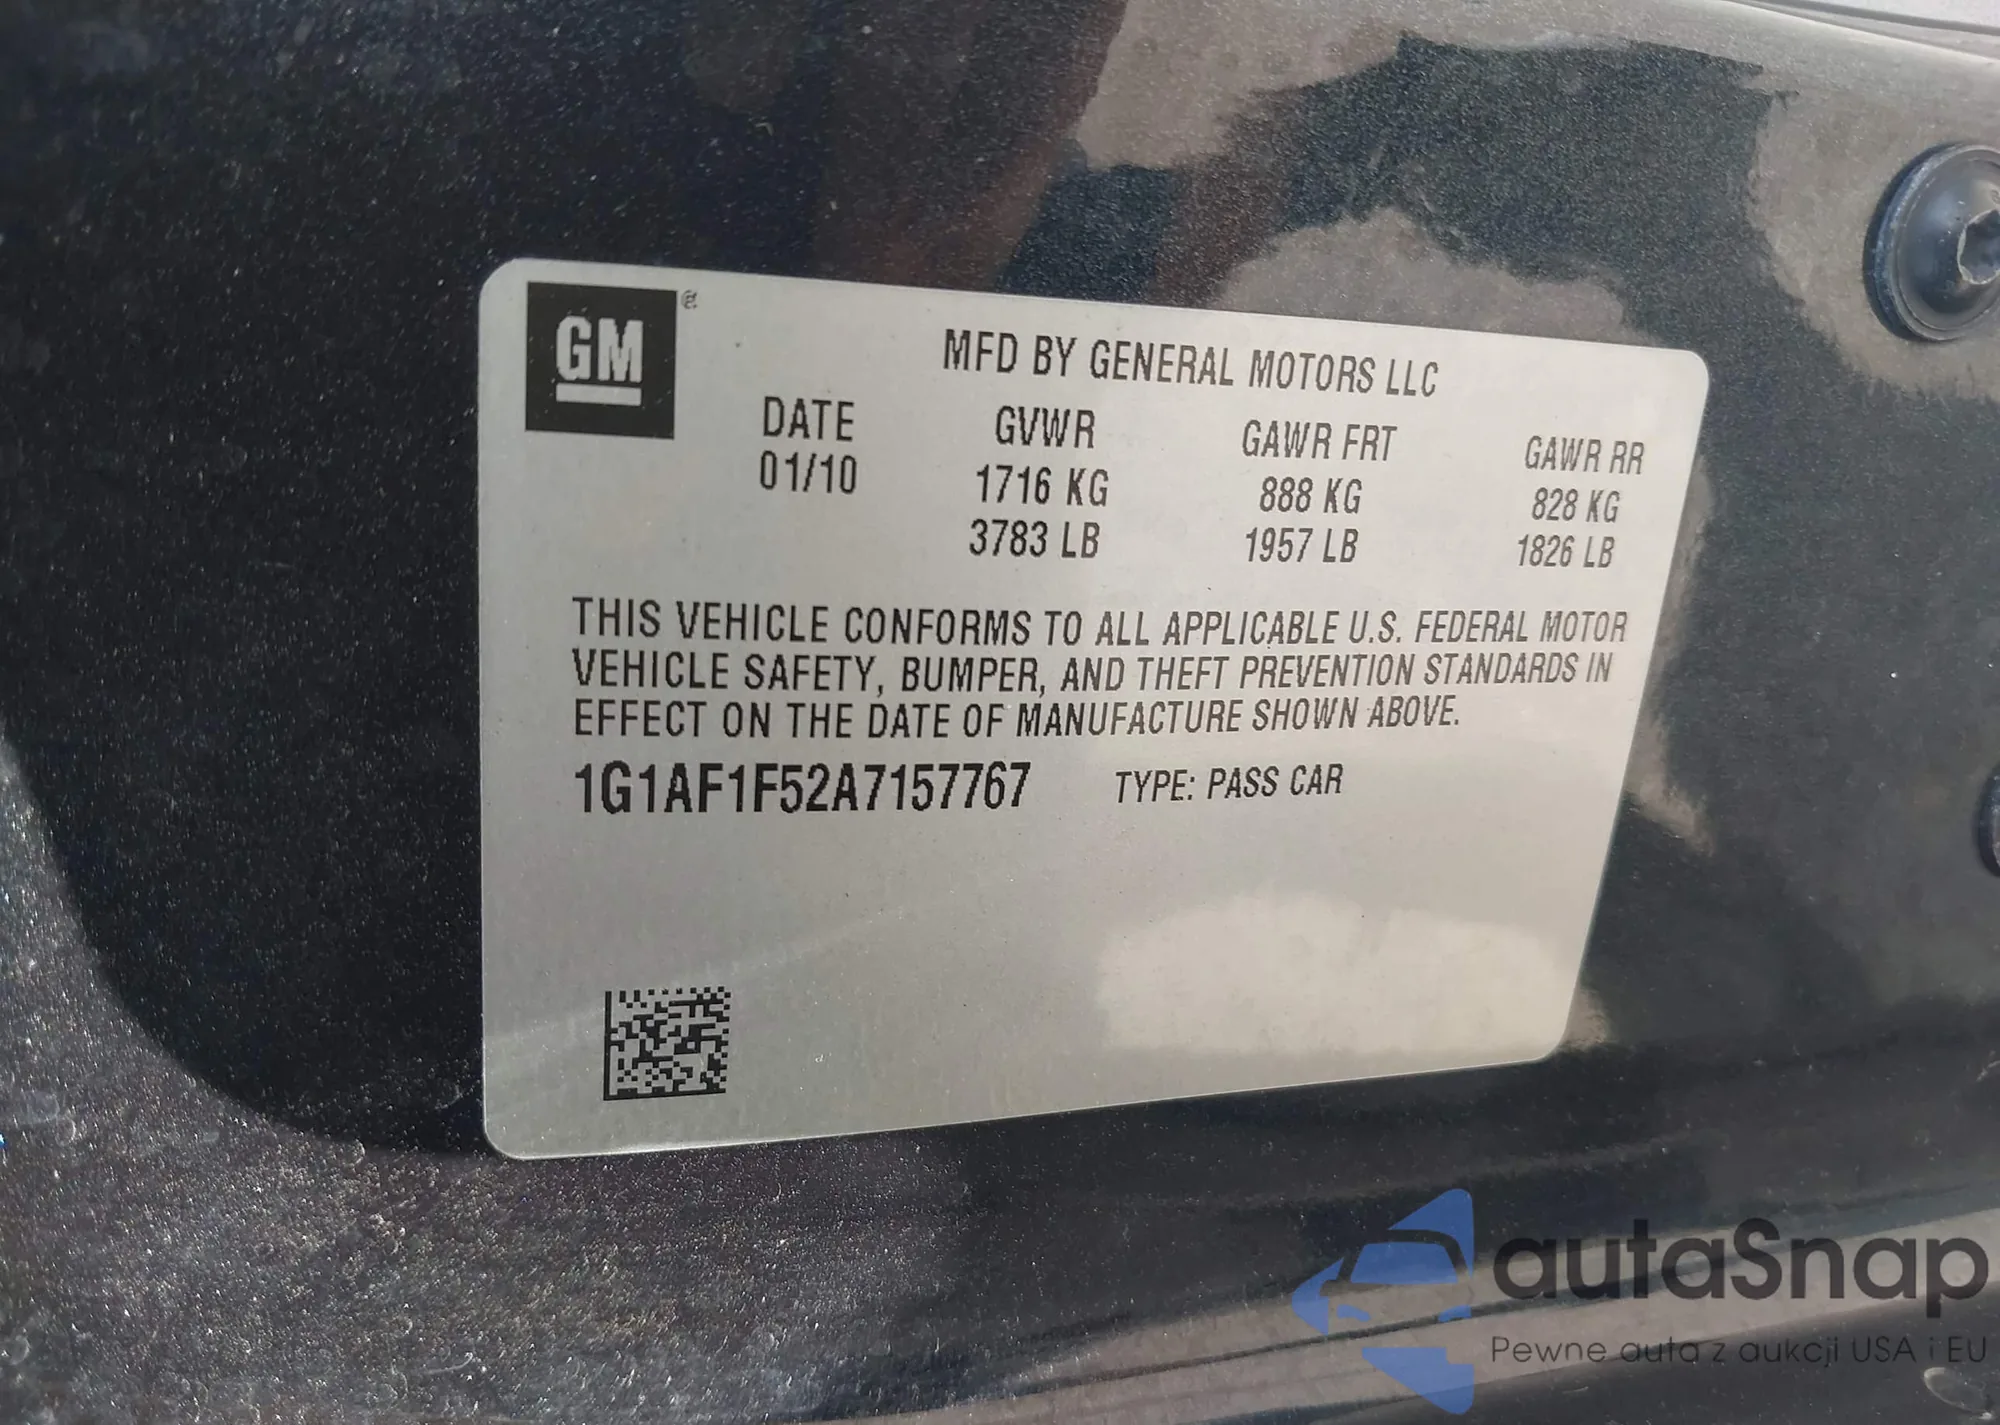 GM
MFD BY GENERAL MOTORS LLC
DATE GVWR GAWR FRT GAWR RR
01/10 1716 KG 888 KG 828 KG
3783 LB 1957 LB 1826 LB
THIS VEHICLE CONFORMS TO ALL APPLICABLE U.S. FEDERAL MOTOR
VEHICLE SAFETY, BUMPER, AND THEFT PREVENTION STANDARDS IN
EFFECT ON THE DATE OF MANUFACTURE SHOWN ABOVE.
1G1AF1F52A7157767 TYPE: PASS CAR
autaSnap
Pewne auta z aukcji USA i EU